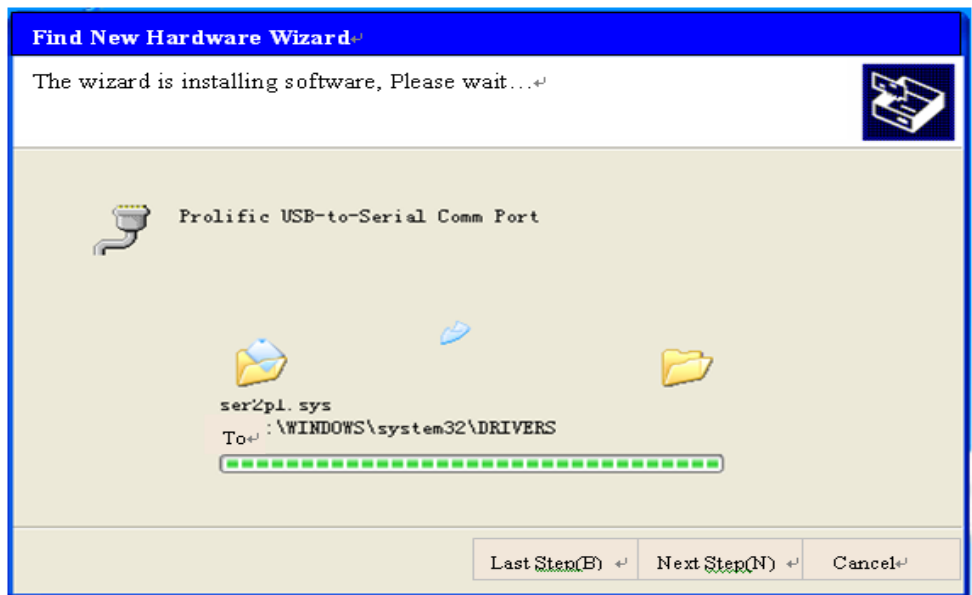 Find New Hardware Wizard↵
The wizard is installing software, Please wait...↵
Prolific USB-to-Serial Comm Port
ser2pl.sys
To↵ :\WINDOWS\system32\DRIVERS
Last Step(B) ↵ Next Step(N) ↵ Cancel↵